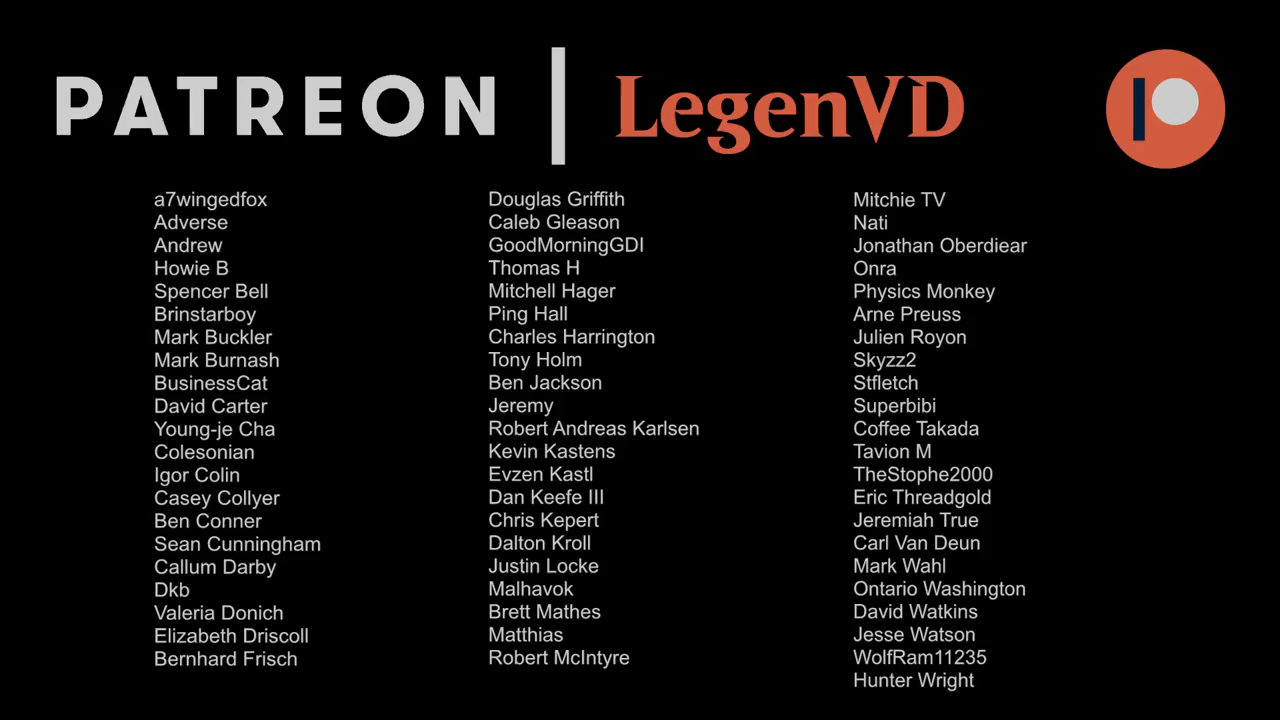 PATREON | LegenVD
a7wingedfox
Adverse
Andrew
Howie B
Spencer Bell
Brinstarboy
Mark Buckler
Mark Burnash
BusinessCat
David Carter
Young-je Cha
Colesonian
Igor Colin
Casey Collyer
Ben Conner
Sean Cunningham
Callum Darby
Dkb
Valeria Donich
Elizabeth Driscoll
Bernhard Frisch
Douglas Griffith
Caleb Gleason
GoodMorningGDI
Thomas H
Mitchell Hager
Ping Hall
Charles Harrington
Tony Holm
Ben Jackson
Jeremy
Robert Andreas Karlsen
Kevin Kastens
Evzen Kastl
Dan Keefe III
Chris Kepert
Dalton Kroll
Justin Locke
Malhavok
Brett Mathes
Matthias
Robert McIntyre
Mitchie TV
Nati
Jonathan Oberdiear
Onra
Physics Monkey
Arne Preuss
Julien Royon
Skyzz2
Stfletch
Superbibi
Coffee Takada
Tavion M
TheStophe2000
Eric Threadgold
Jeremiah True
Carl Van Deun
Mark Wahl
Ontario Washington
David Watkins
Jesse Watson
WolfRam11235
Hunter Wright